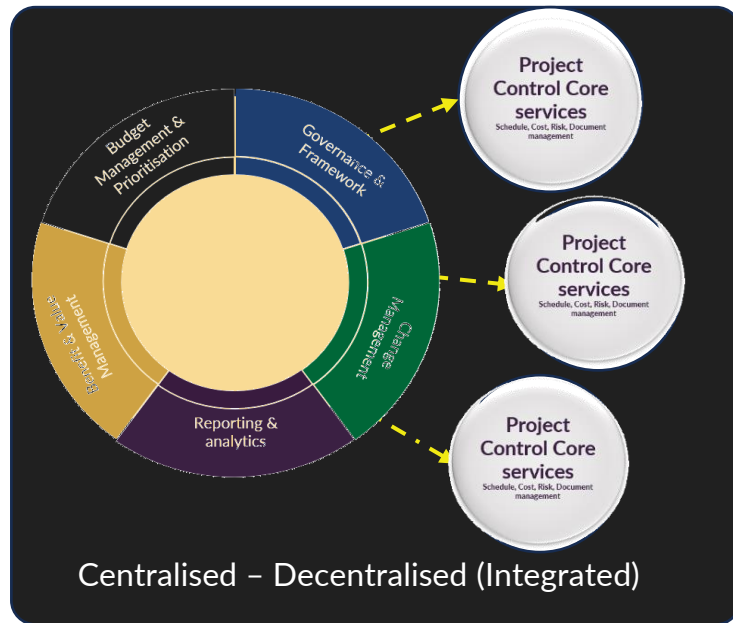 Budget
Management &
Prioritisation
Governance &
Framework
Project
Control Core
services
Schedule, Cost, Risk, Document
management
Project
Control Core
services
Schedule, Cost, Risk, Document
management
Change
Management
Benefit & Value
Management
Reporting &
analytics
Project
Control Core
services
Schedule, Cost, Risk, Document
management
Centralised – Decentralised (Integrated)